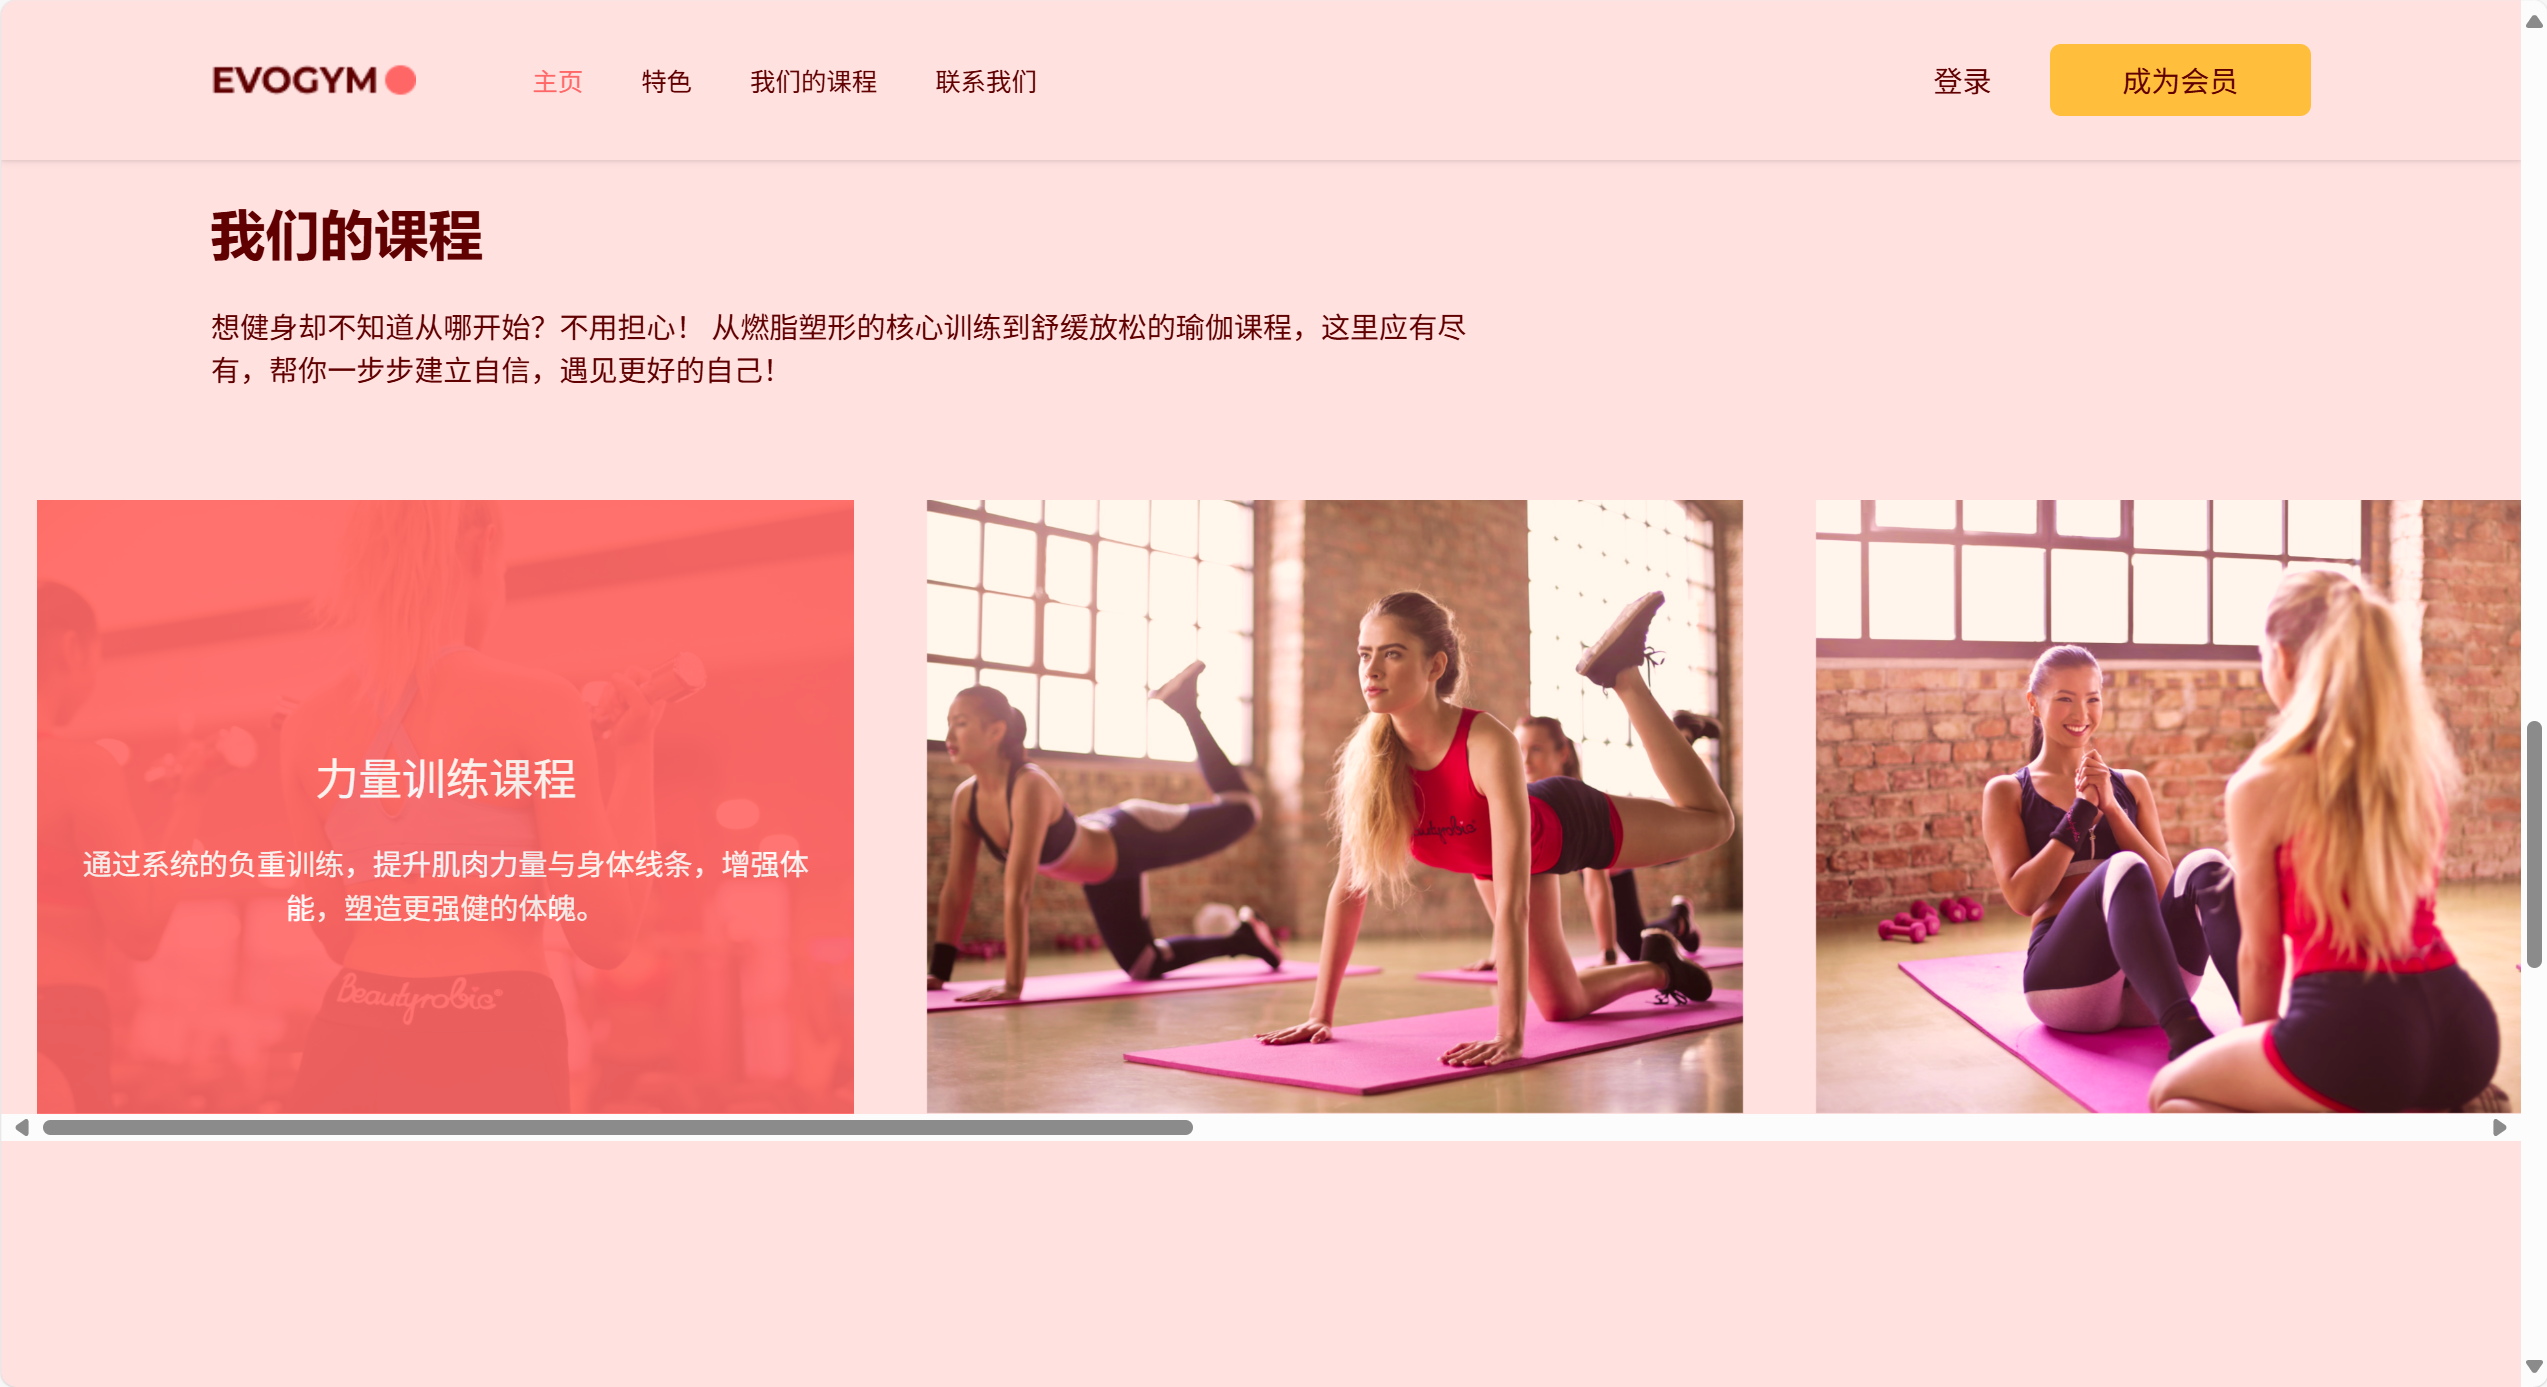 EVOGYM
主页
特色
我们的课程
联系我们
登录
成为会员
我们的课程
想健身却不知道从哪开始？不用担心！ 从燃脂塑形的核心训练到舒缓放松的瑜伽课程，这里应有尽
有，帮你一步步建立自信，遇见更好的自己！
力量训练课程
通过系统的负重训练，提升肌肉力量与身体线条，增强体
能，塑造更强健的体魄。
Beautyrobic®